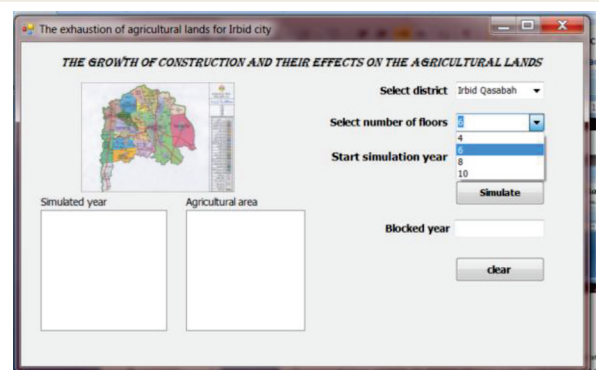 The exhaustion of agricultural lands for Irbid city
THE GROWTH OF CONSTRUCTION AND THEIR EFFECTS ON THE AGRICULTURAL LANDS
Select district Irbid Qasabah
Select number of floors 6
4
6
8
10
Start simulation year
Simulate
Simulated year Agricultural area
Blocked year
clear